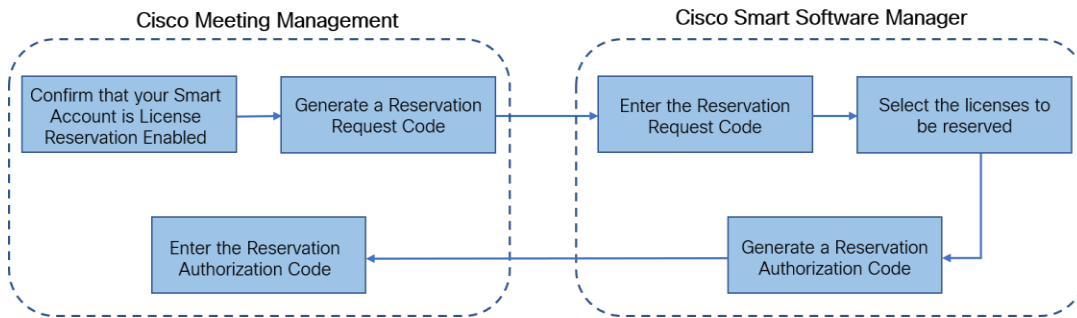 Cisco Meeting Management
Cisco Smart Software Manager
Confirm that your Smart
Account is License
Reservation Enabled
Generate a Reservation
Request Code
Enter the Reservation
Request Code
Select the licenses to
be reserved
Enter the Reservation
Authorization Code
Generate a Reservation
Authorization Code